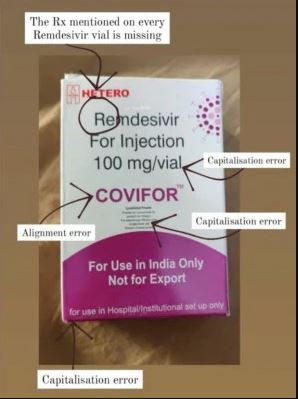 The Rx mentioned on every
Remdesivir vial is missing
HETERO
Remdesivir
For Injection
100 mg/vial
Capitalisation error
COVIFOR™
Capitalisation error
Alignment error
For Use in India Only
Not for Export
for use in Hospital/Institutional set up only
Capitalisation error